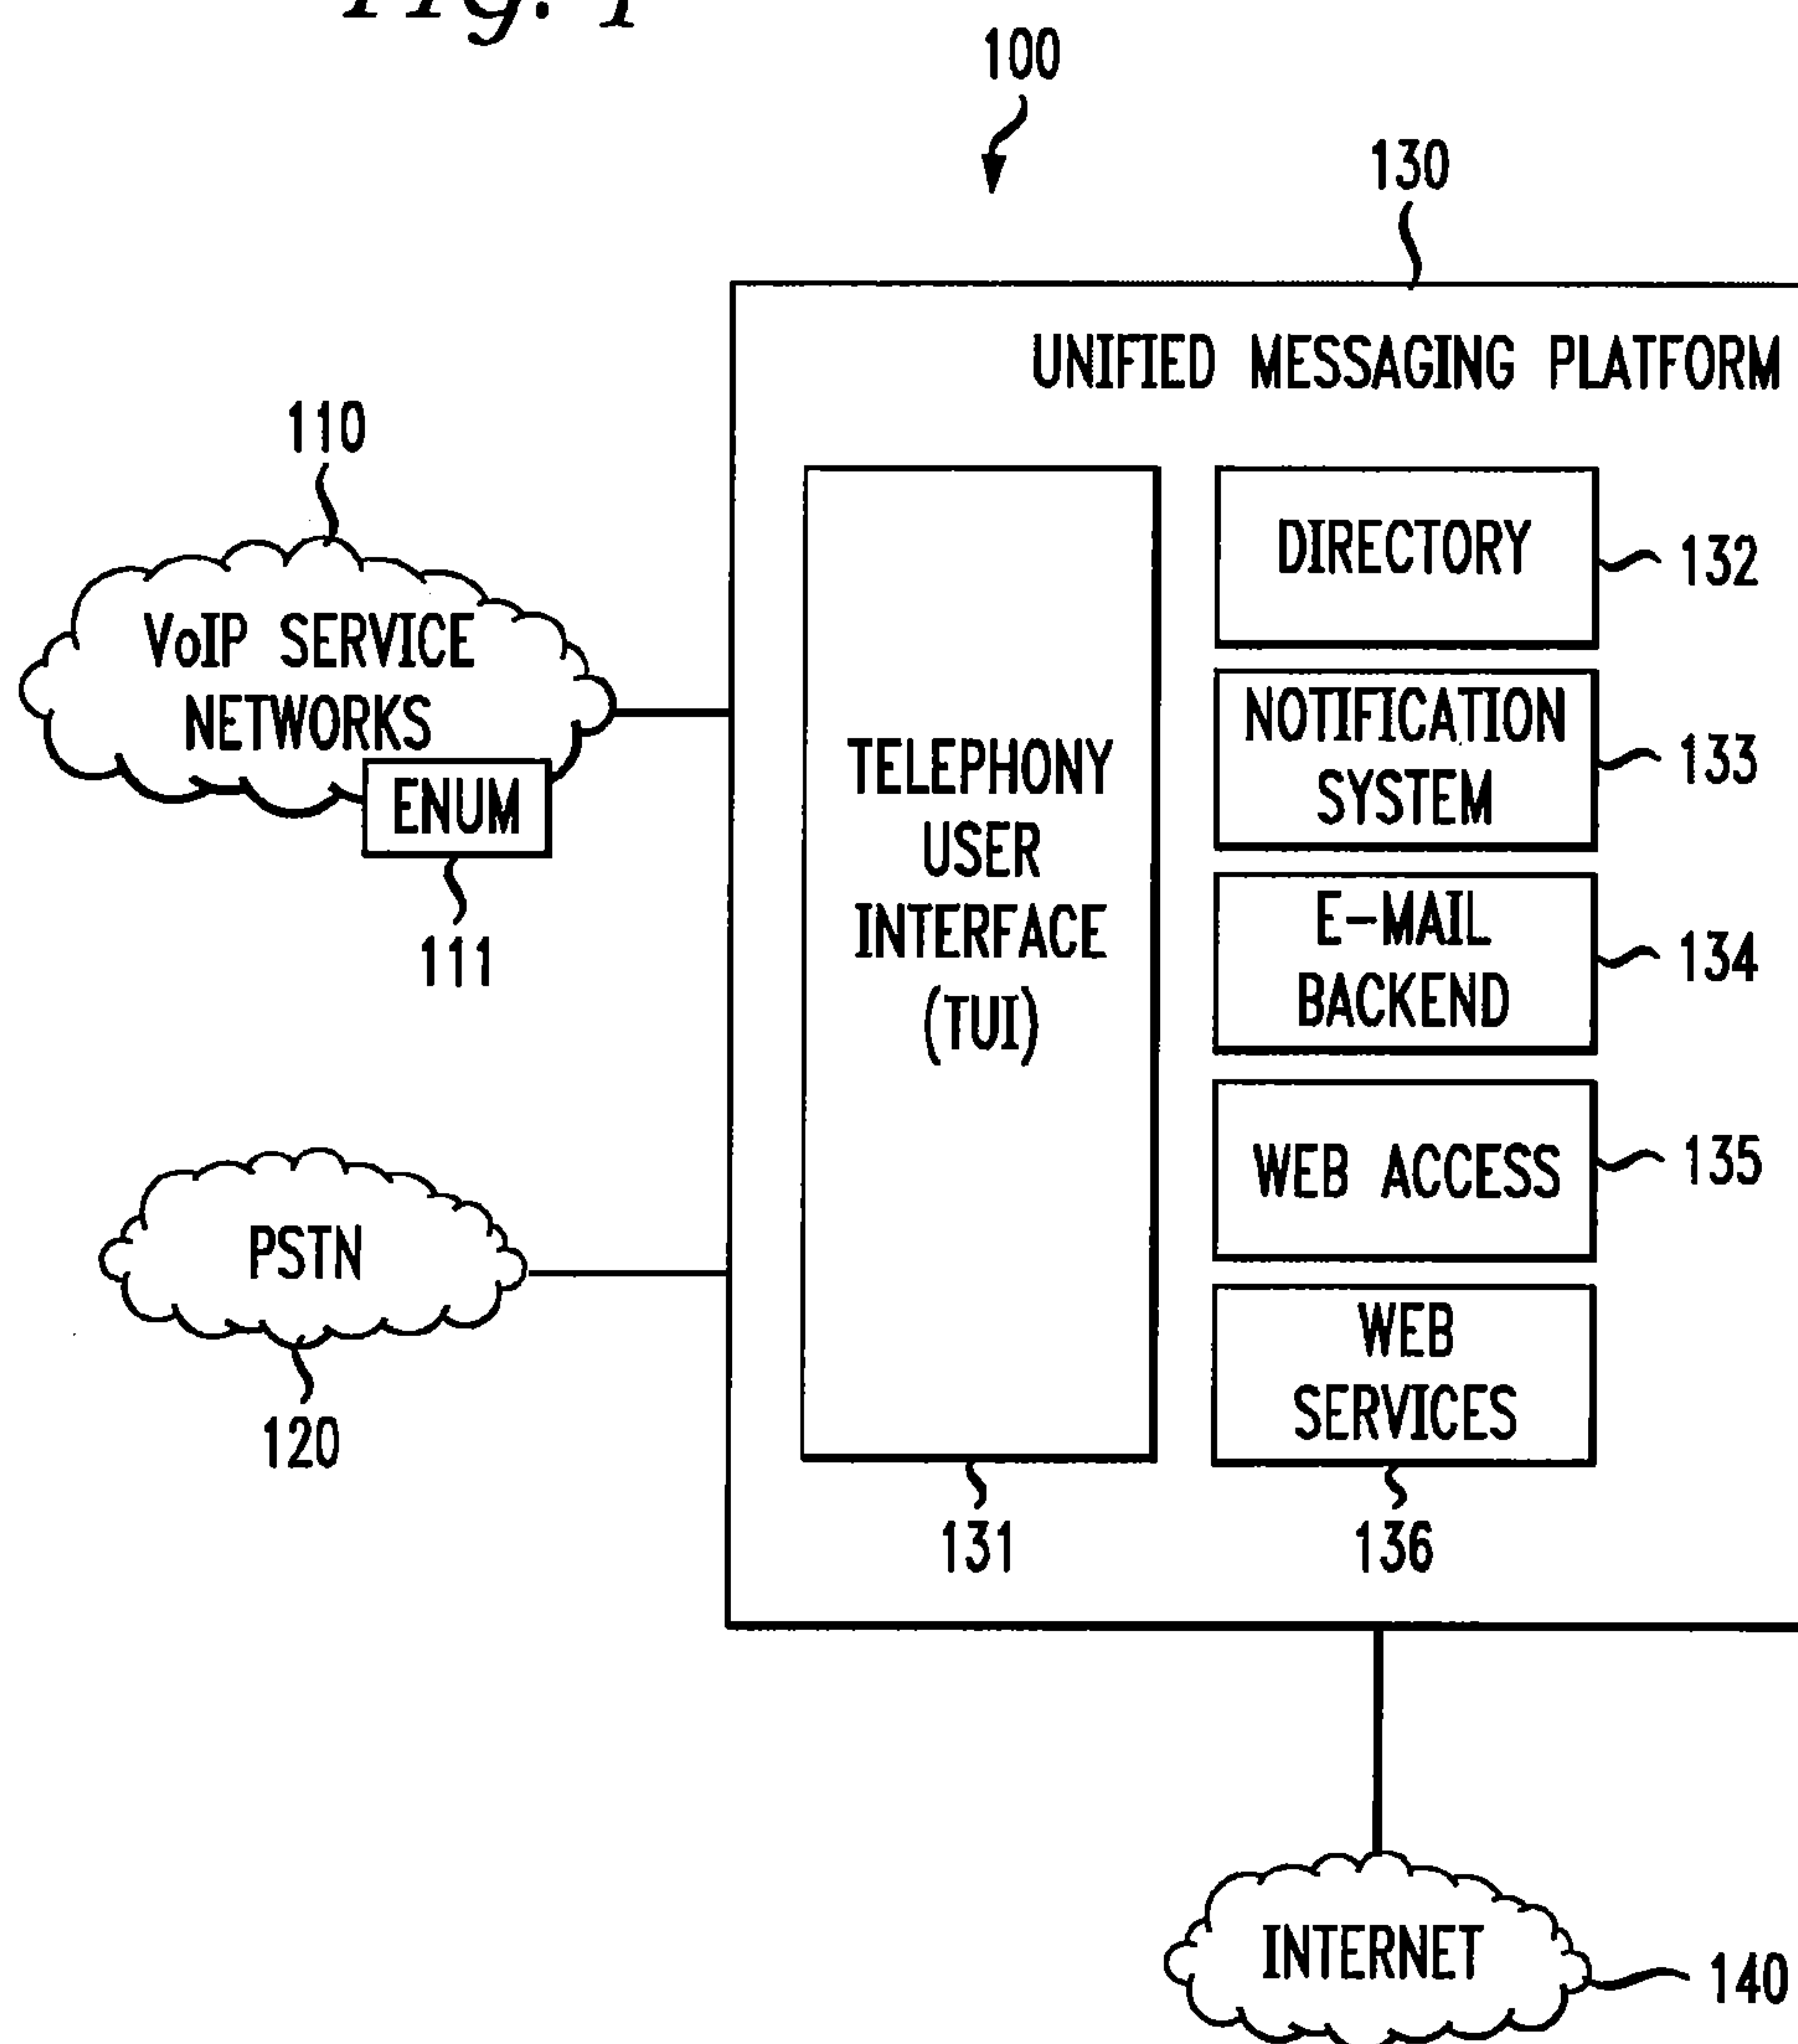 FIG. 1
100
130
UNIFIED MESSAGING PLATFORM
110
VoIP SERVICE
NETWORKS
ENUM
111
PSTN
120
TELEPHONY
USER
INTERFACE
(TUI)
131
DIRECTORY
132
NOTIFICATION
SYSTEM
133
E-MAIL
BACKEND
134
WEB ACCESS
135
WEB
SERVICES
136
INTERNET
140